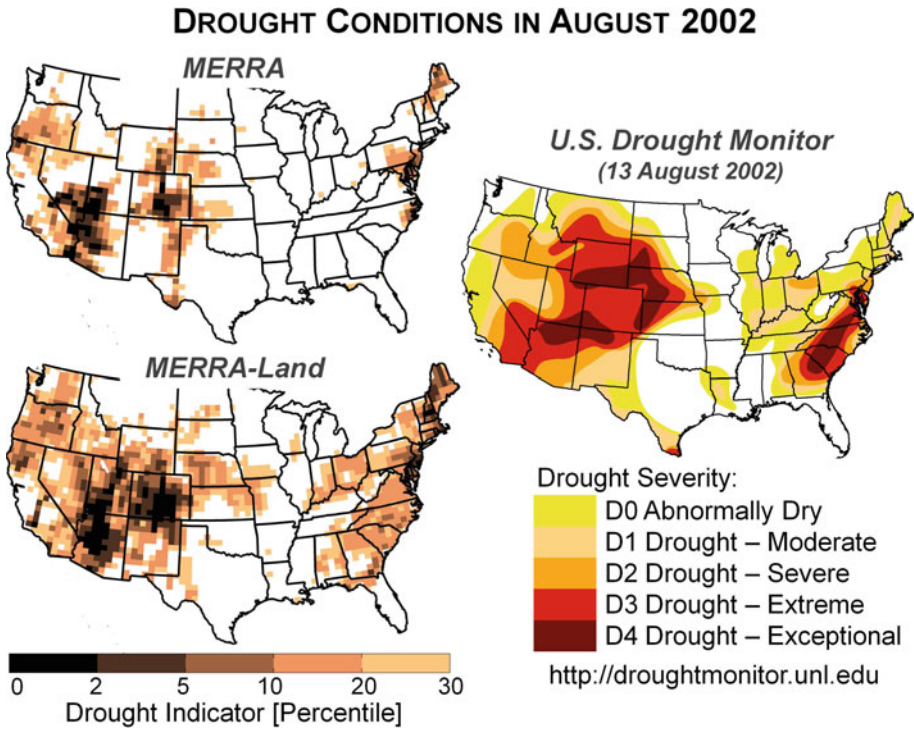 DROUGHT CONDITIONS IN AUGUST 2002
MERRA
U.S. Drought Monitor
(13 August 2002)
MERRA-Land
Drought Severity:
D0 Abnormally Dry
D1 Drought – Moderate
D2 Drought – Severe
D3 Drought – Extreme
D4 Drought – Exceptional
http://droughtmonitor.unl.edu
0 2 5 10 20 30
Drought Indicator [Percentile]